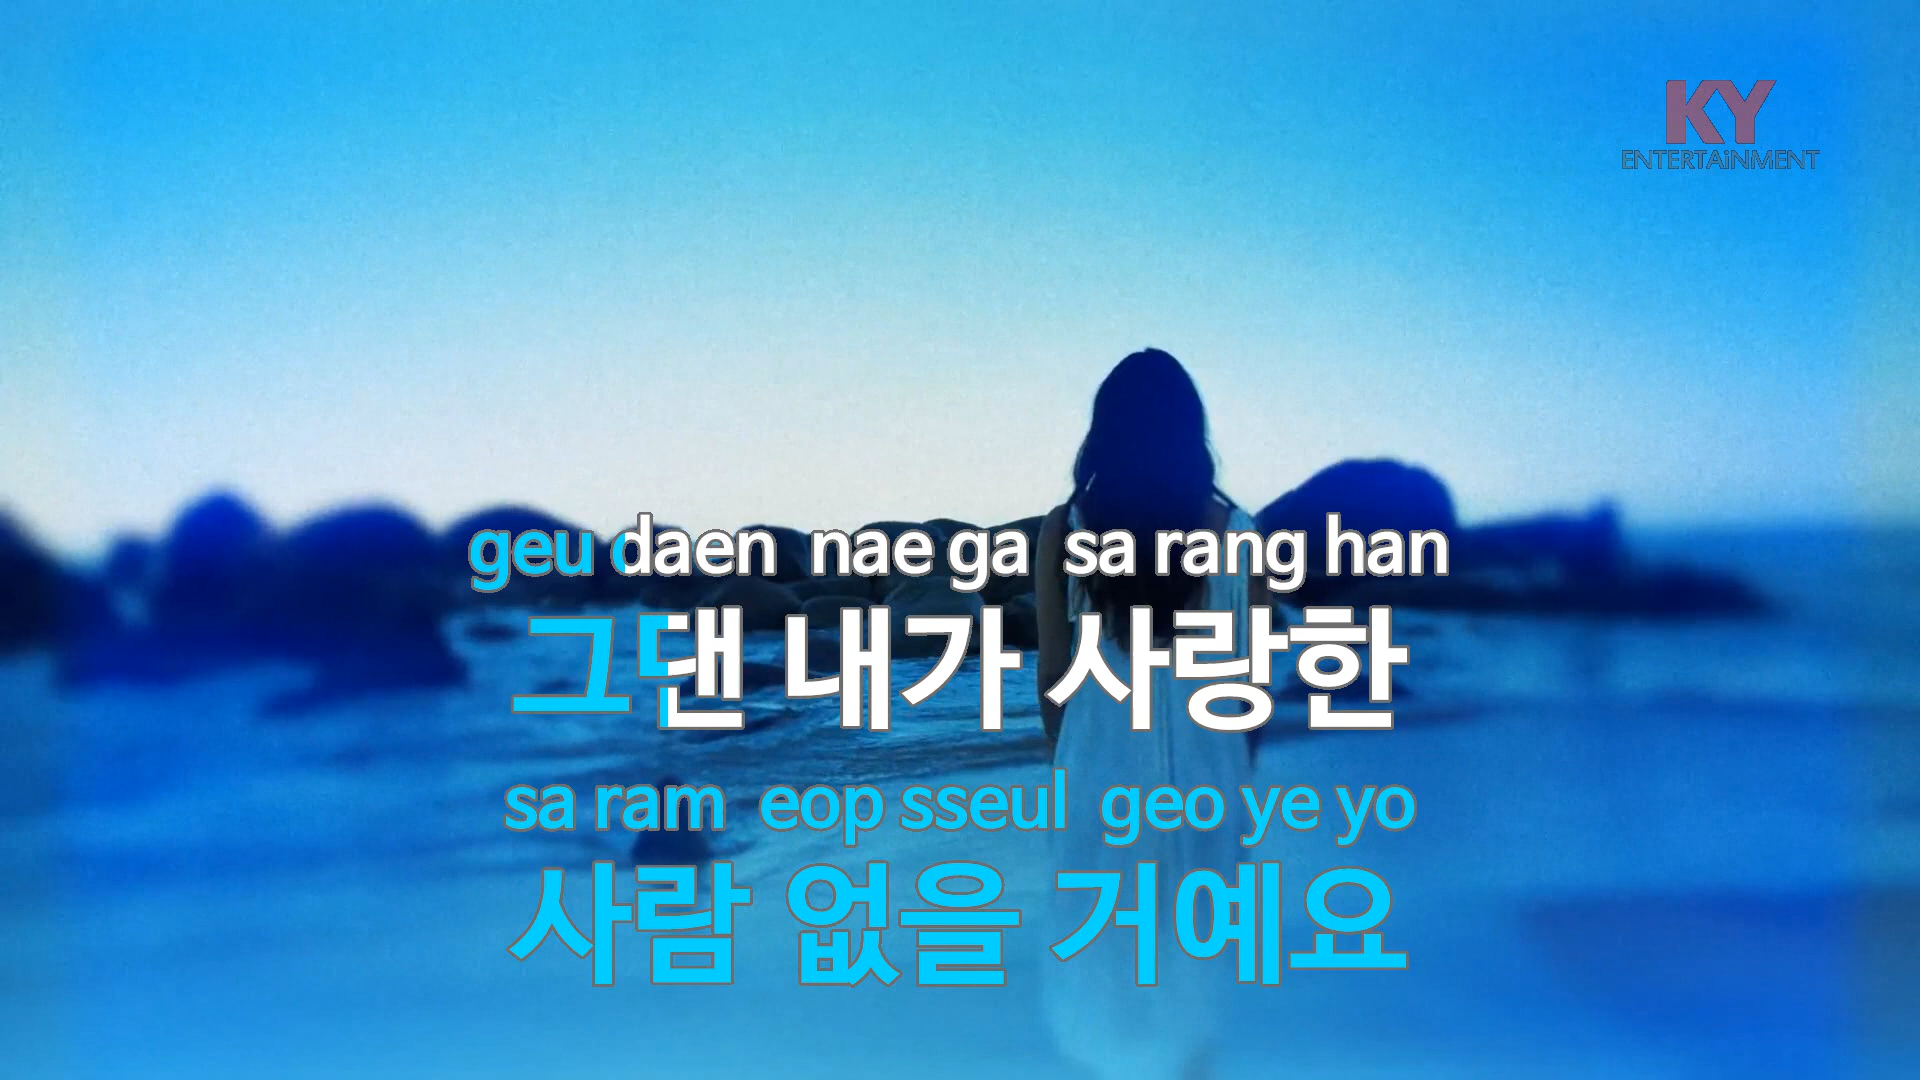 KY
ENTERTAiNMENT
geu daen nae ga sa rang han
그댄 내가 사랑한
sa ram eop sseul geo ye yo
사람 없을 거예요